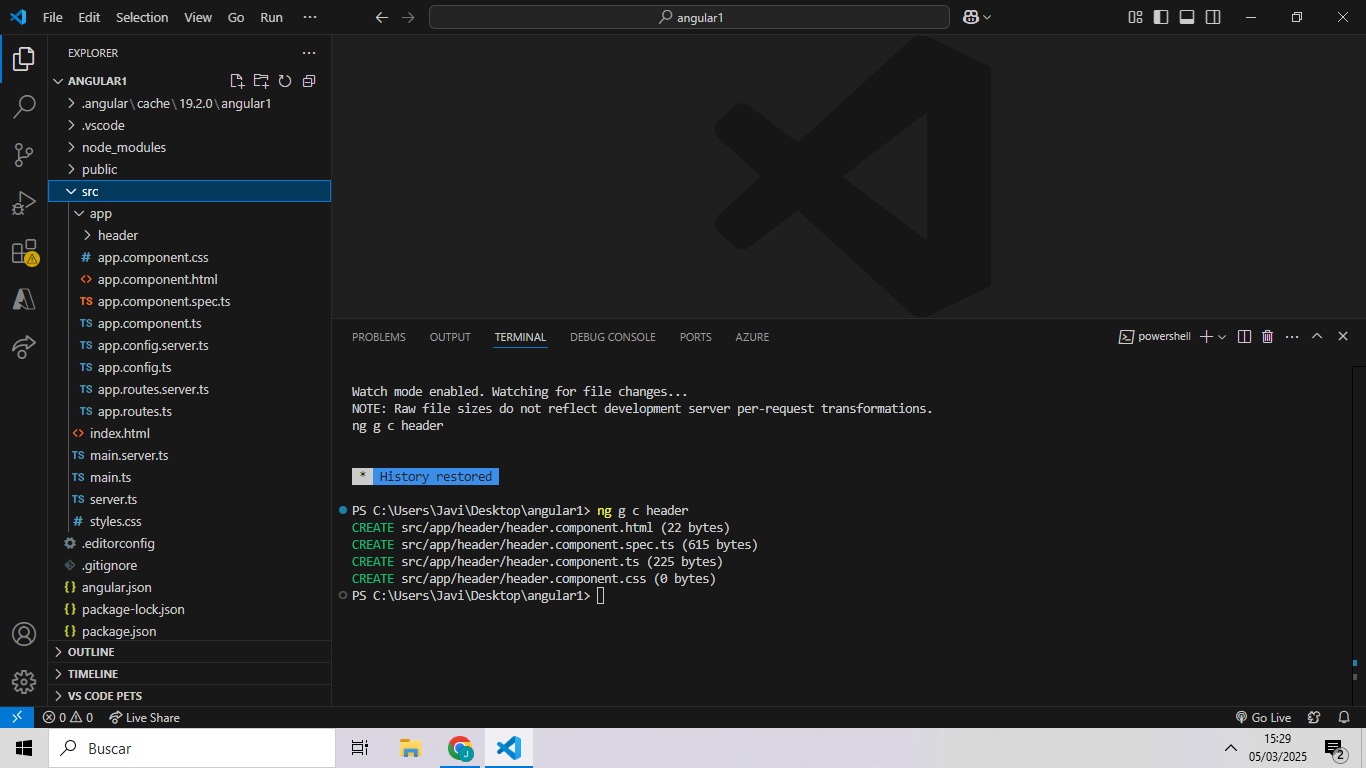 File Edit Selection View Go Run ··· angular1
EXPLORER ···
ANGULAR1
.angular\cache\19.2.0\angular1
.vscode
node_modules
public
src
app
header
# app.component.css
<> app.component.html
TS app.component.spec.ts
TS app.component.ts
TS app.config.server.ts
TS app.config.ts
TS app.routes.server.ts
TS app.routes.ts
<> index.html
TS main.server.ts
TS main.ts
TS server.ts
# styles.css
.editorconfig
.gitignore
{} angular.json
{} package-lock.json
{} package.json
OUTLINE
TIMELINE
VS CODE PETS
PROBLEMS OUTPUT TERMINAL DEBUG CONSOLE PORTS AZURE powershell
Watch mode enabled. Watching for file changes...
NOTE: Raw file sizes do not reflect development server per-request transformations.
ng g c header
* History restored
PS C:\Users\Javi\Desktop\angular1> ng g c header
CREATE src/app/header/header.component.html (22 bytes)
CREATE src/app/header/header.component.spec.ts (615 bytes)
CREATE src/app/header/header.component.ts (225 bytes)
CREATE src/app/header/header.component.css (0 bytes)
PS C:\Users\Javi\Desktop\angular1>
0 0 Live Share Go Live
Buscar
J
15:29
05/03/2025
2